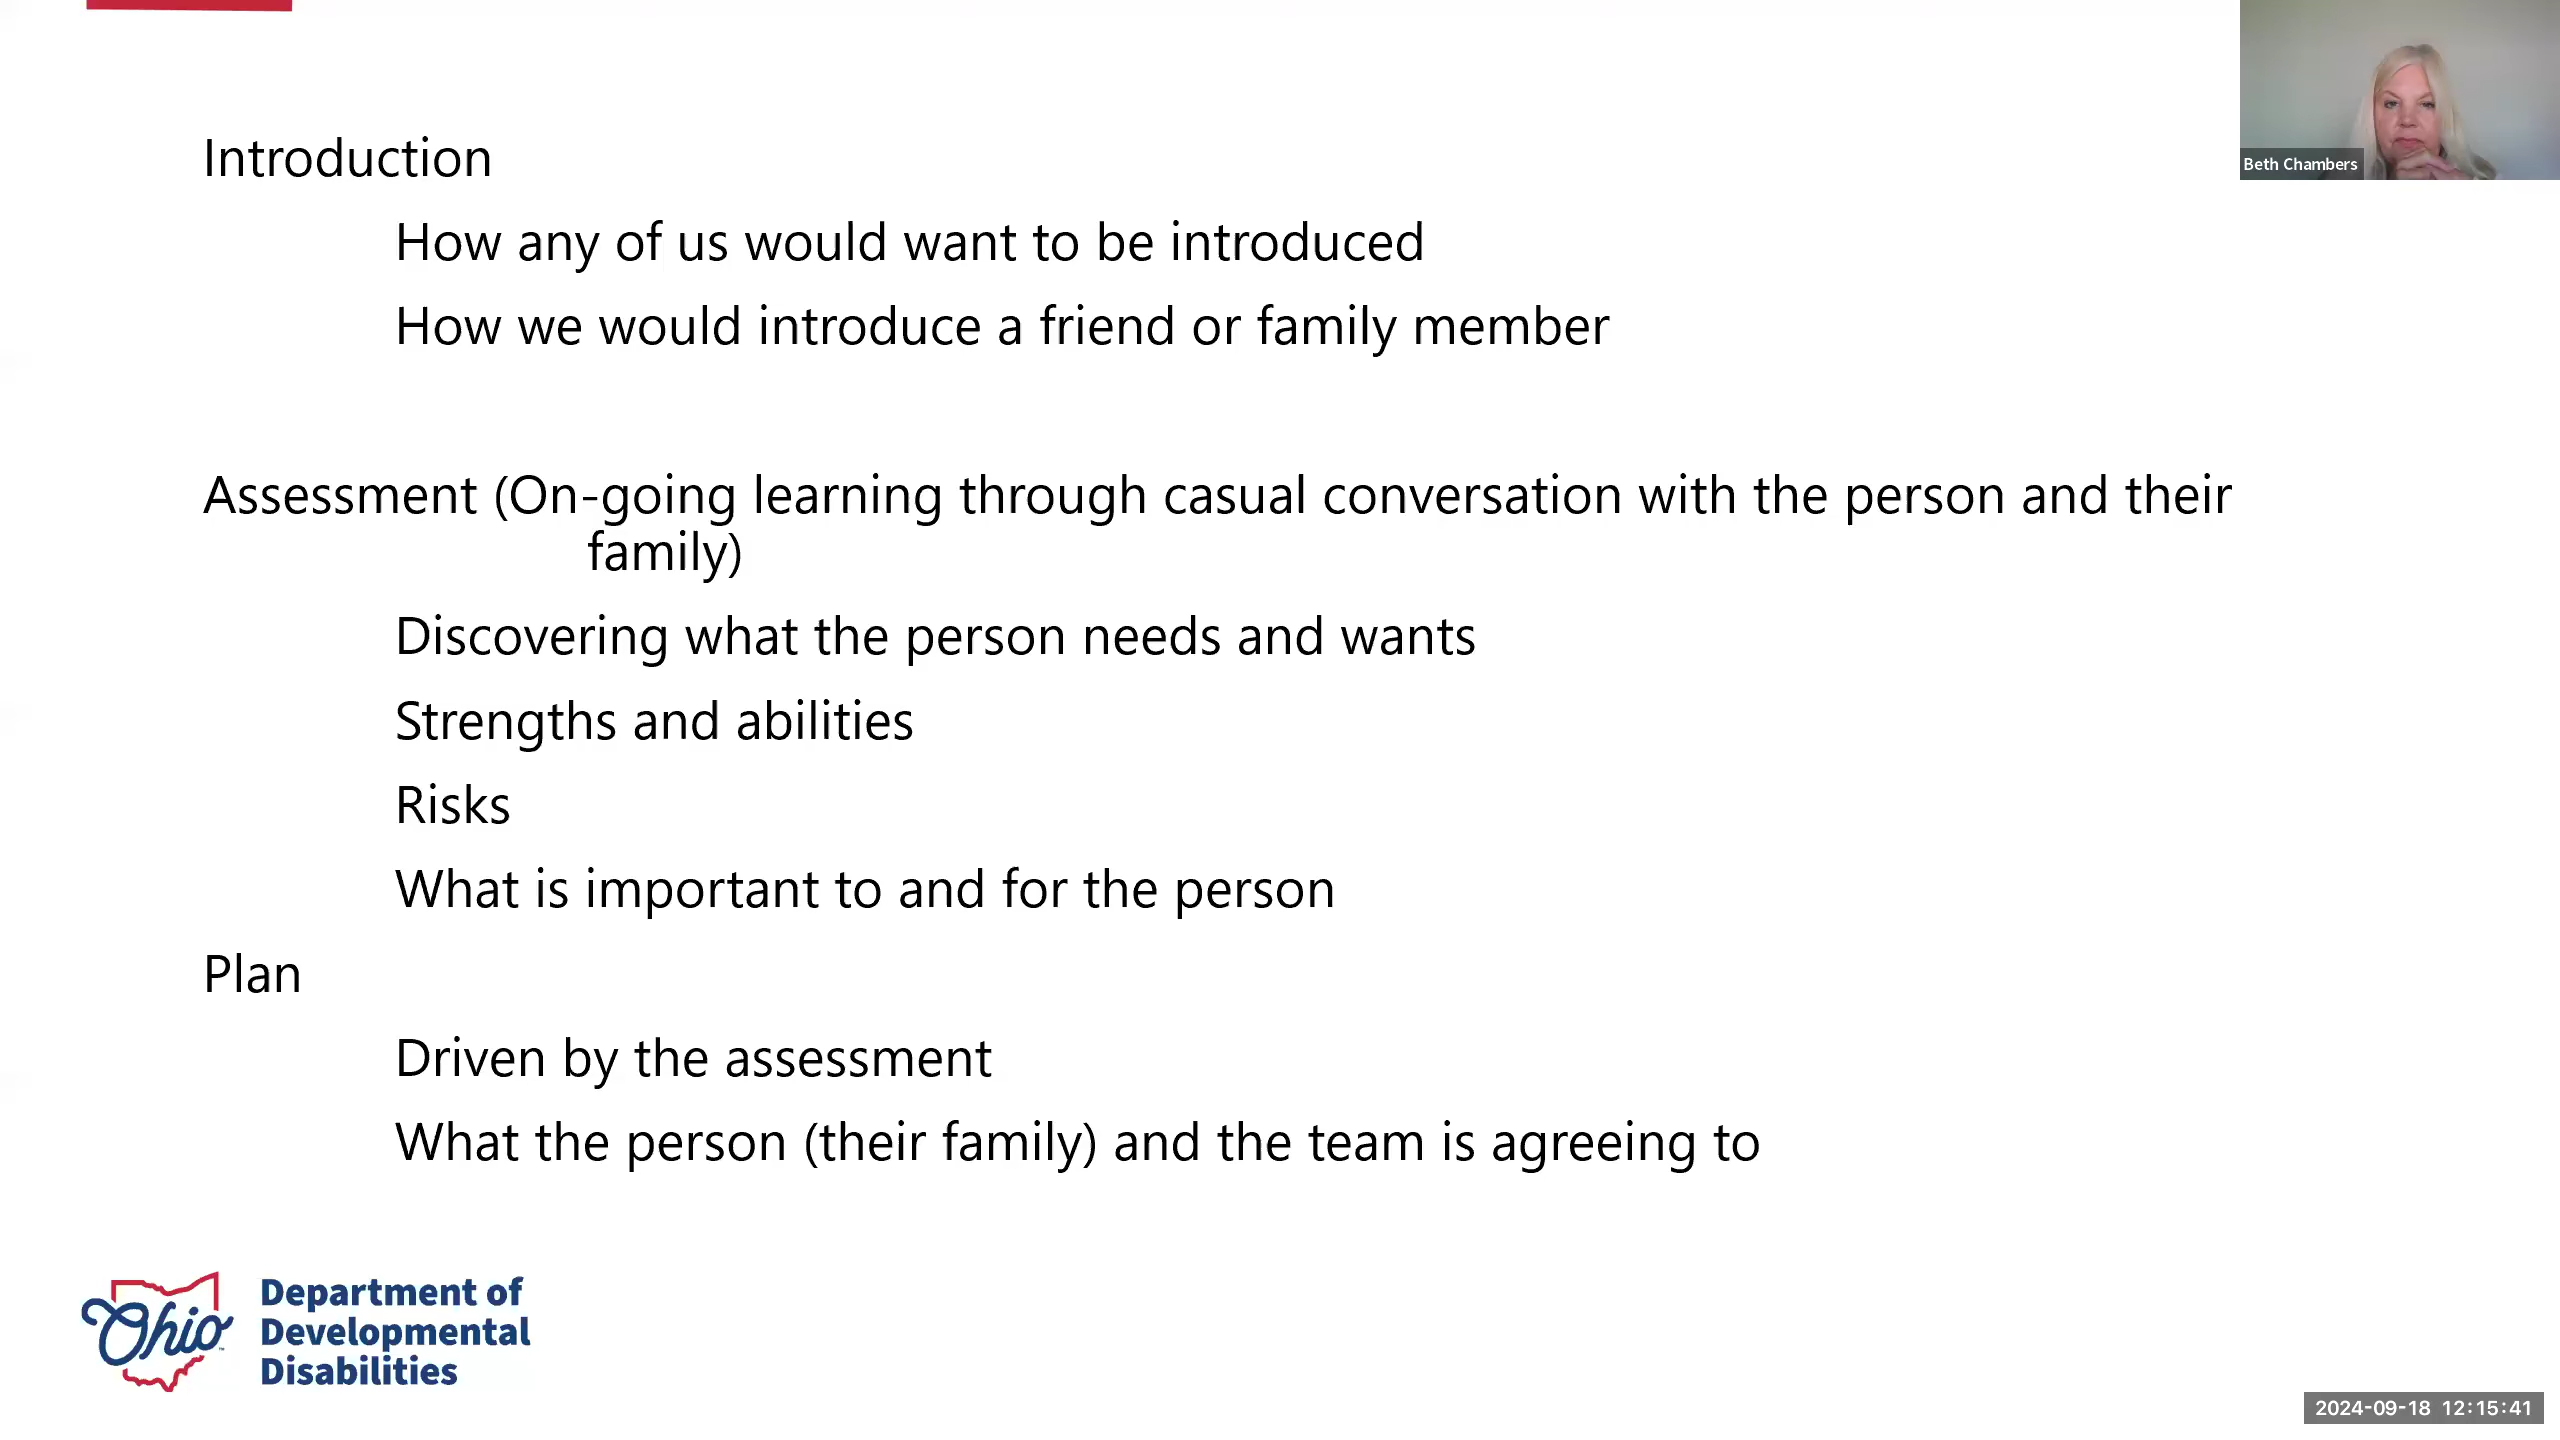 Introduction
How any of us would want to be introduced
How we would introduce a friend or family member
Assessment (On-going learning through casual conversation with the person and their
family)
Discovering what the person needs and wants
Strengths and abilities
Risks
What is important to and for the person
Plan
Driven by the assessment
What the person (their family) and the team is agreeing to
Beth Chambers
Ohio
Department of
Developmental
Disabilities
2024-09-18 12:15:41